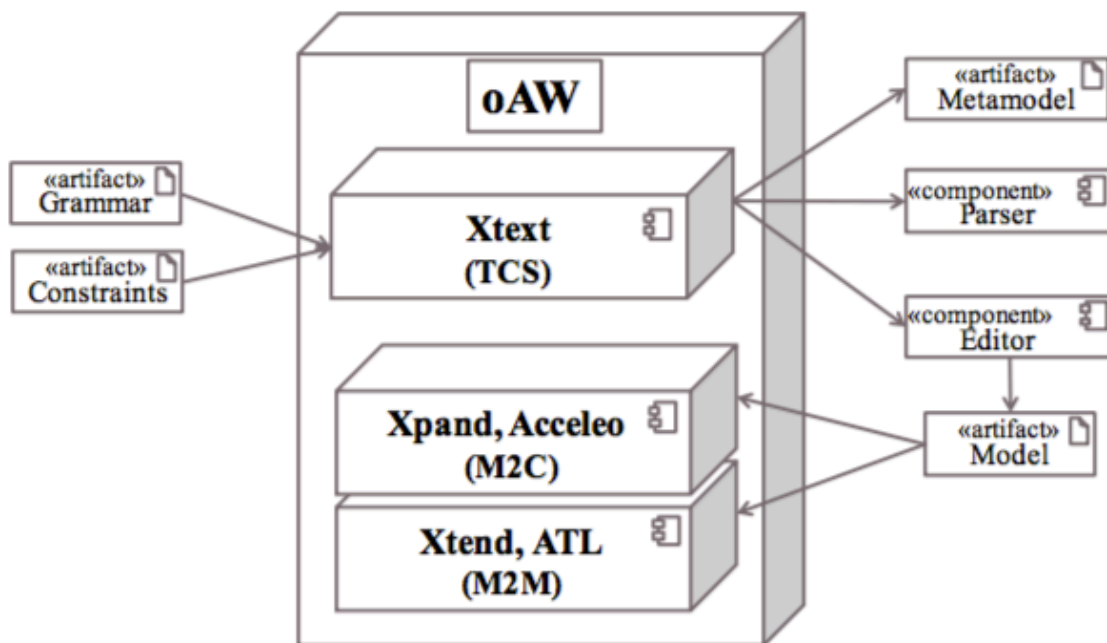 oAW
«artifact»
Grammar
«artifact»
Constraints
Xtext
(TCS)
Xpand, Acceleo
(M2C)
Xtend, ATL
(M2M)
«artifact»
Metamodel
«component»
Parser
«component»
Editor
«artifact»
Model